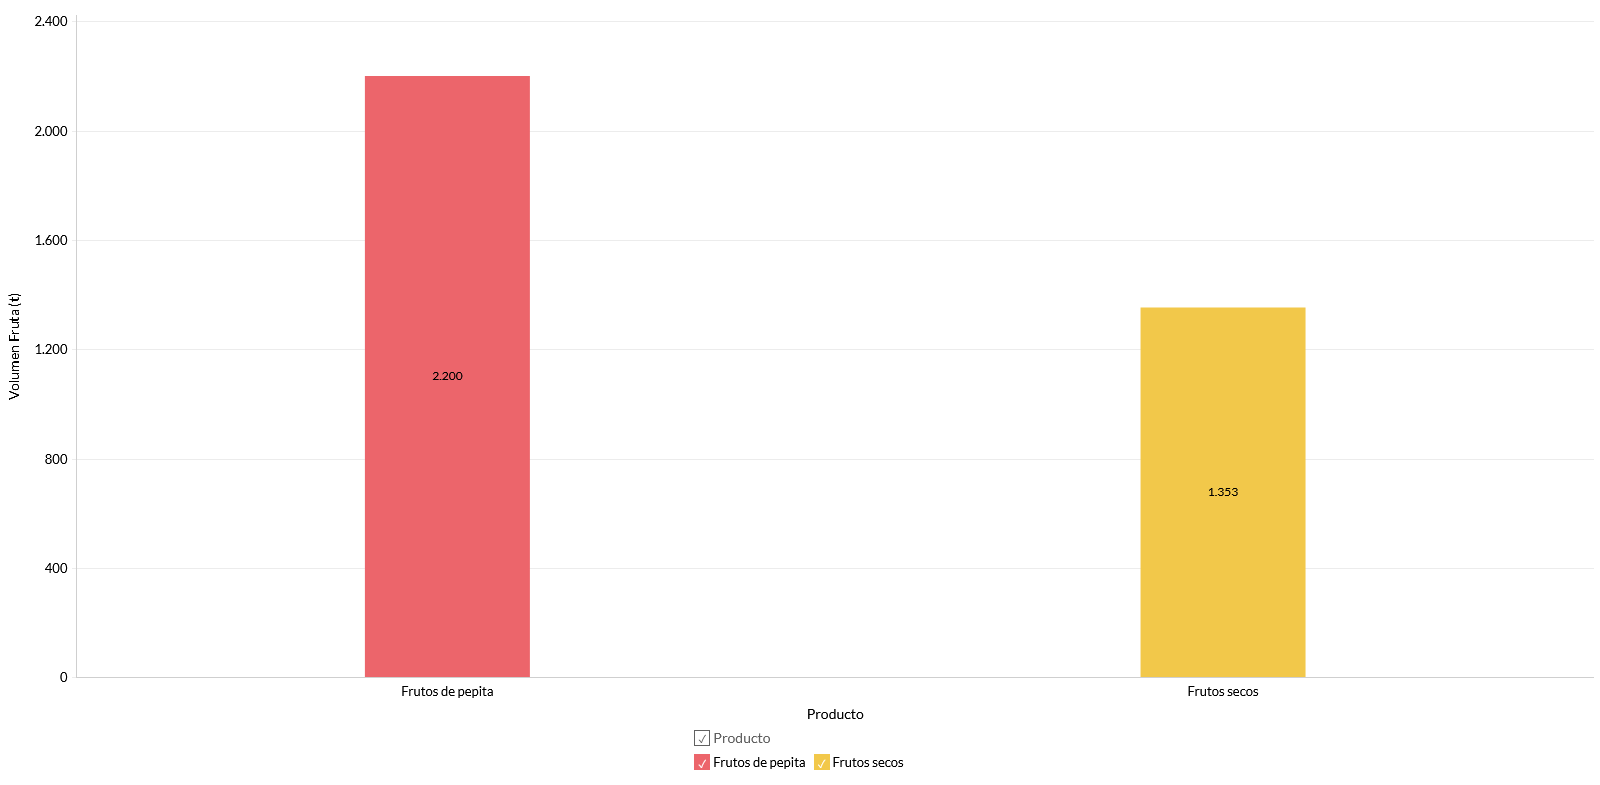 2.400
2.000
1.600
1.200
800
400
0
Volumen Fruta (t)
2.200
1.353
Frutos de pepita
Frutos secos
Producto
Producto
Frutos de pepita Frutos secos